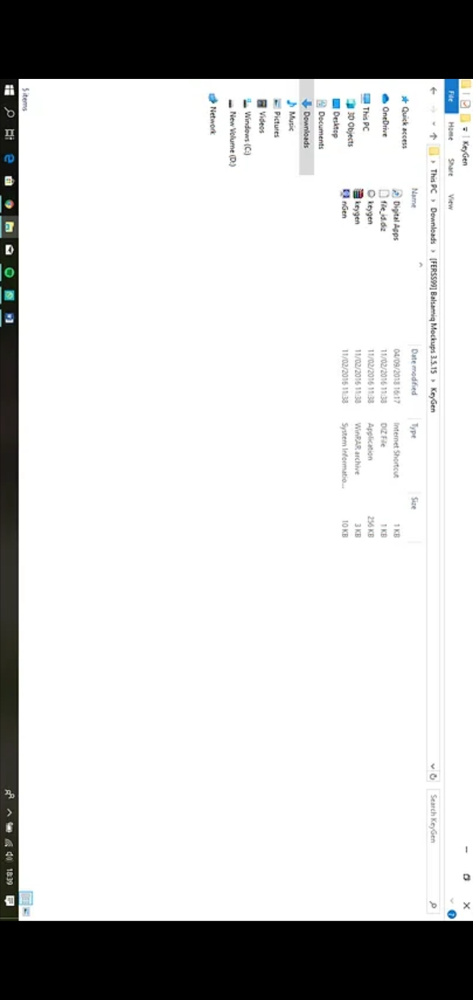 KeyGen
File Home Share View
This PC > Downloads > [FERSS99] Balsamiq Mockups 3.5.15 > KeyGen
Search KeyGen
Name Date modified Type Size
Quick access
OneDrive
This PC
3D Objects
Desktop
Documents
Downloads
Music
Pictures
Videos
Windows (C:)
New Volume (D:)
Network
Digital Apps 04/09/2018 16:17 Internet Shortcut 1 KB
file_id.diz 11/02/2016 11:38 DIZ File 1 KB
keygen 11/02/2016 11:38 Application 256 KB
keygen 11/02/2016 11:38 WinRAR archive 3 KB
nGen 11/02/2016 11:38 System Informatio... 10 KB
5 items
18:39